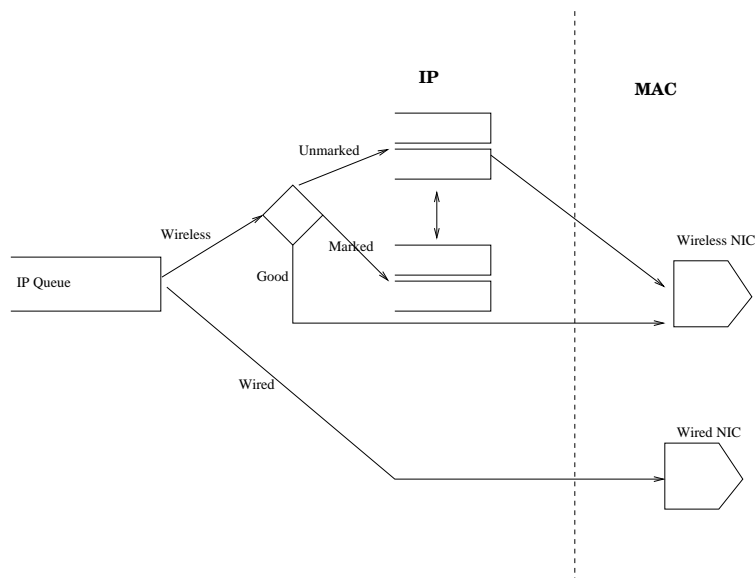 IP
MAC
Unmarked
Wireless
Marked
Wireless NIC
Good
IP Queue
Wired
Wired NIC